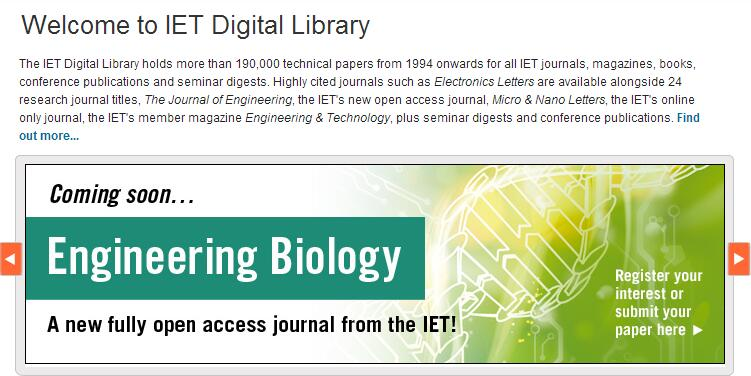 Welcome to IET Digital Library
The IET Digital Library holds more than 190,000 technical papers from 1994 onwards for all IET journals, magazines, books,
conference publications and seminar digests. Highly cited journals such as Electronics Letters are available alongside 24
research journal titles, The Journal of Engineering, the IET's new open access journal, Micro & Nano Letters, the IET's online
only journal, the IET's member magazine Engineering & Technology, plus seminar digests and conference publications. Find
out more...
Coming soon...
Engineering Biology
A new fully open access journal from the IET!
Register your
interest or
submit your
paper here